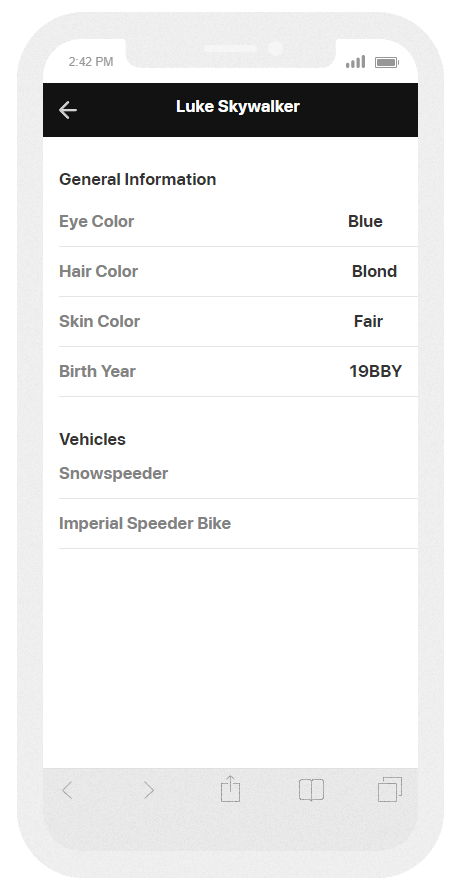 2:42 PM
Luke Skywalker
General Information
Eye Color Blue
Hair Color Blond
Skin Color Fair
Birth Year 19BBY
Vehicles
Snowspeeder
Imperial Speeder Bike